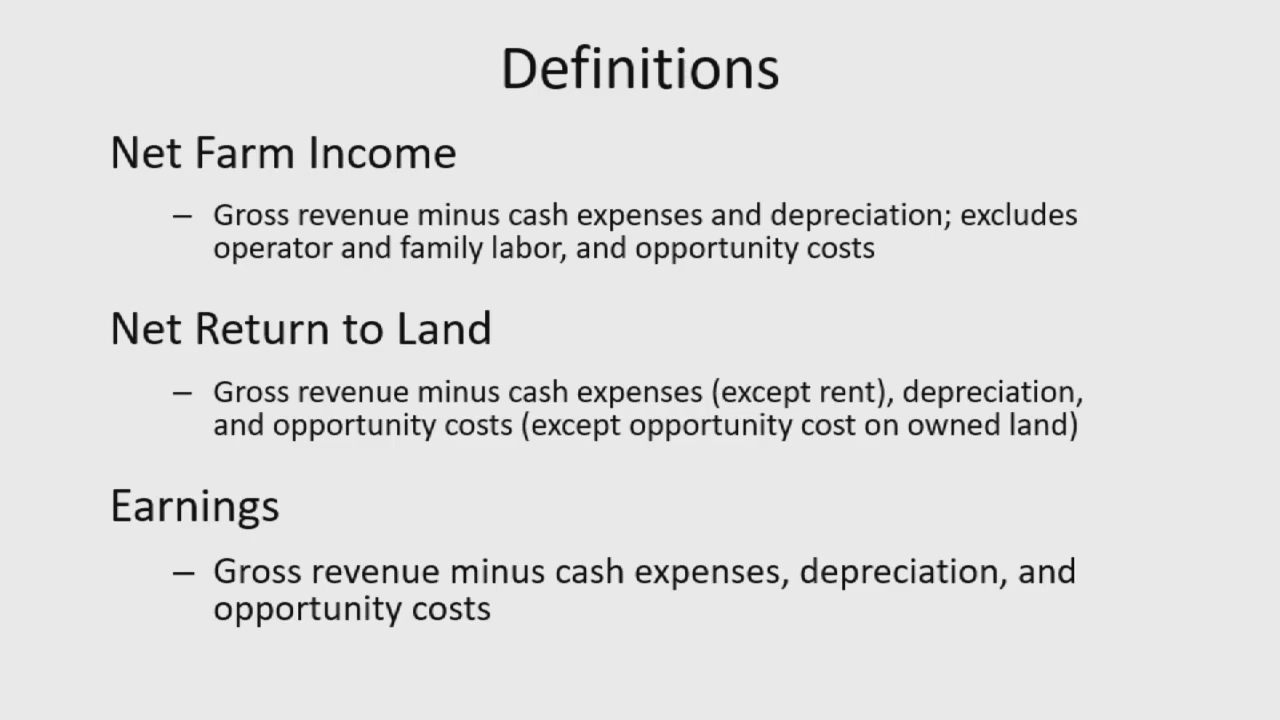 Definitions
Net Farm Income
– Gross revenue minus cash expenses and depreciation; excludes
operator and family labor, and opportunity costs
Net Return to Land
– Gross revenue minus cash expenses (except rent), depreciation,
and opportunity costs (except opportunity cost on owned land)
Earnings
– Gross revenue minus cash expenses, depreciation, and
opportunity costs